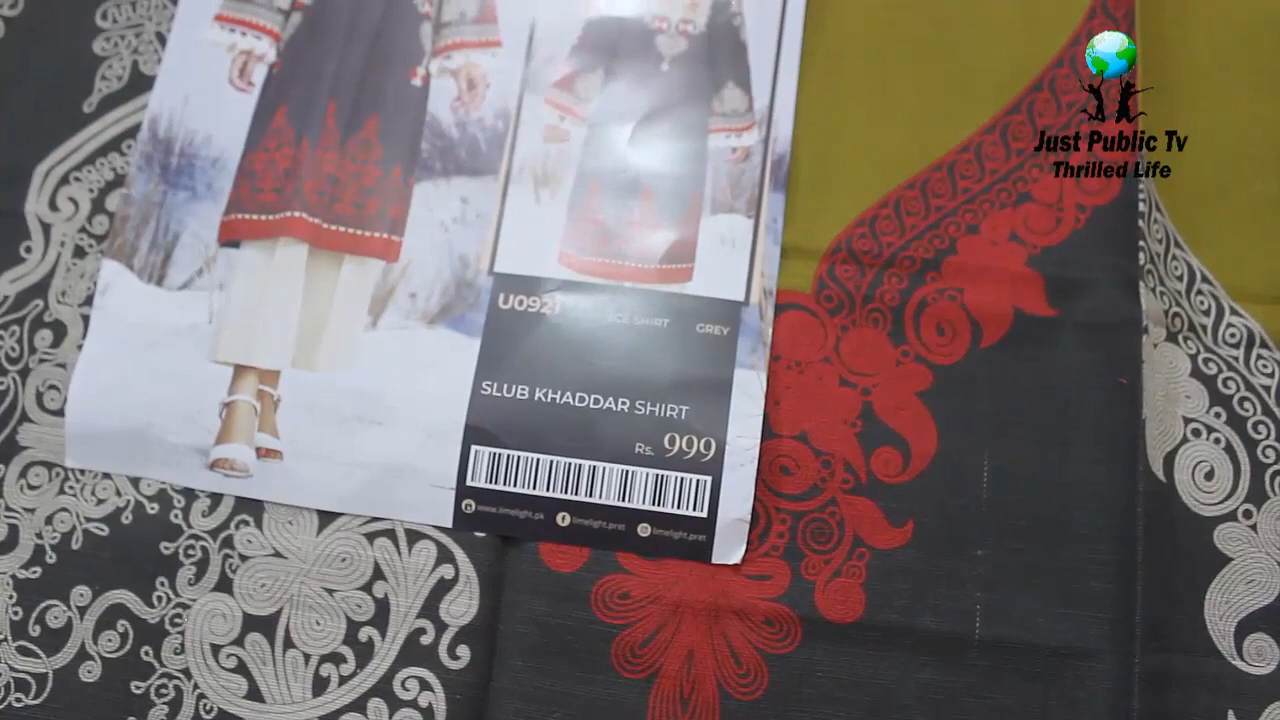 Just Public Tv
Thrilled Life
U0921
SHIRT GREY
SLUB KHADDAR SHIRT
Rs. 999
www.limelight.pk limelight.pret limelight.pret